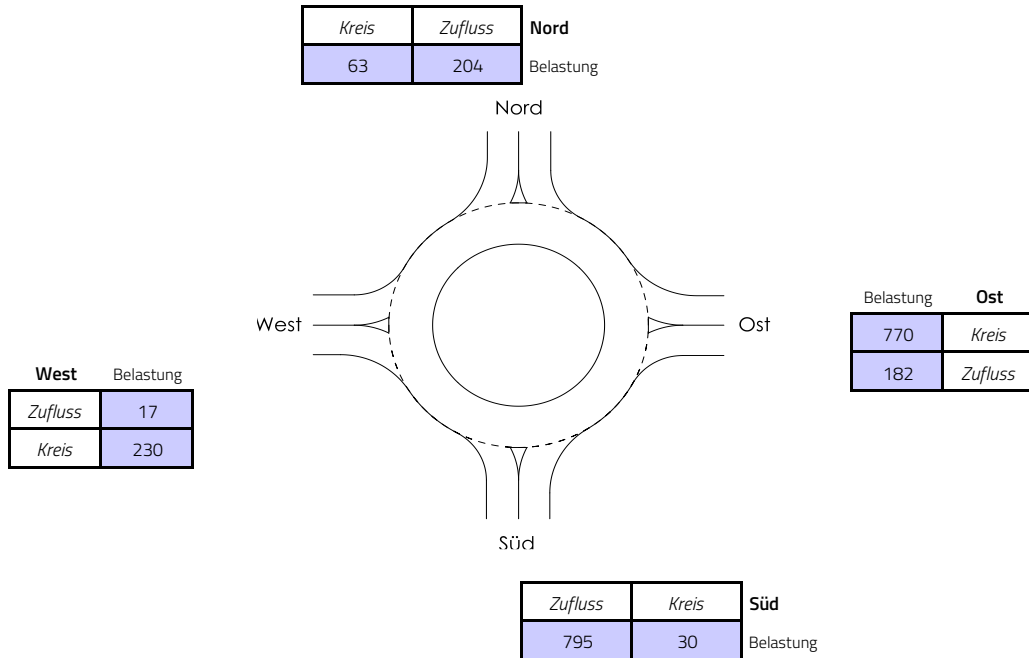 Kreis Zufluss Nord
63 204 Belastung
Nord
West
Ost
Belastung Ost
770 Kreis
182 Zufluss
West Belastung
Zufluss 17
Kreis 230
Süd
Zufluss Kreis Süd
795 30 Belastung